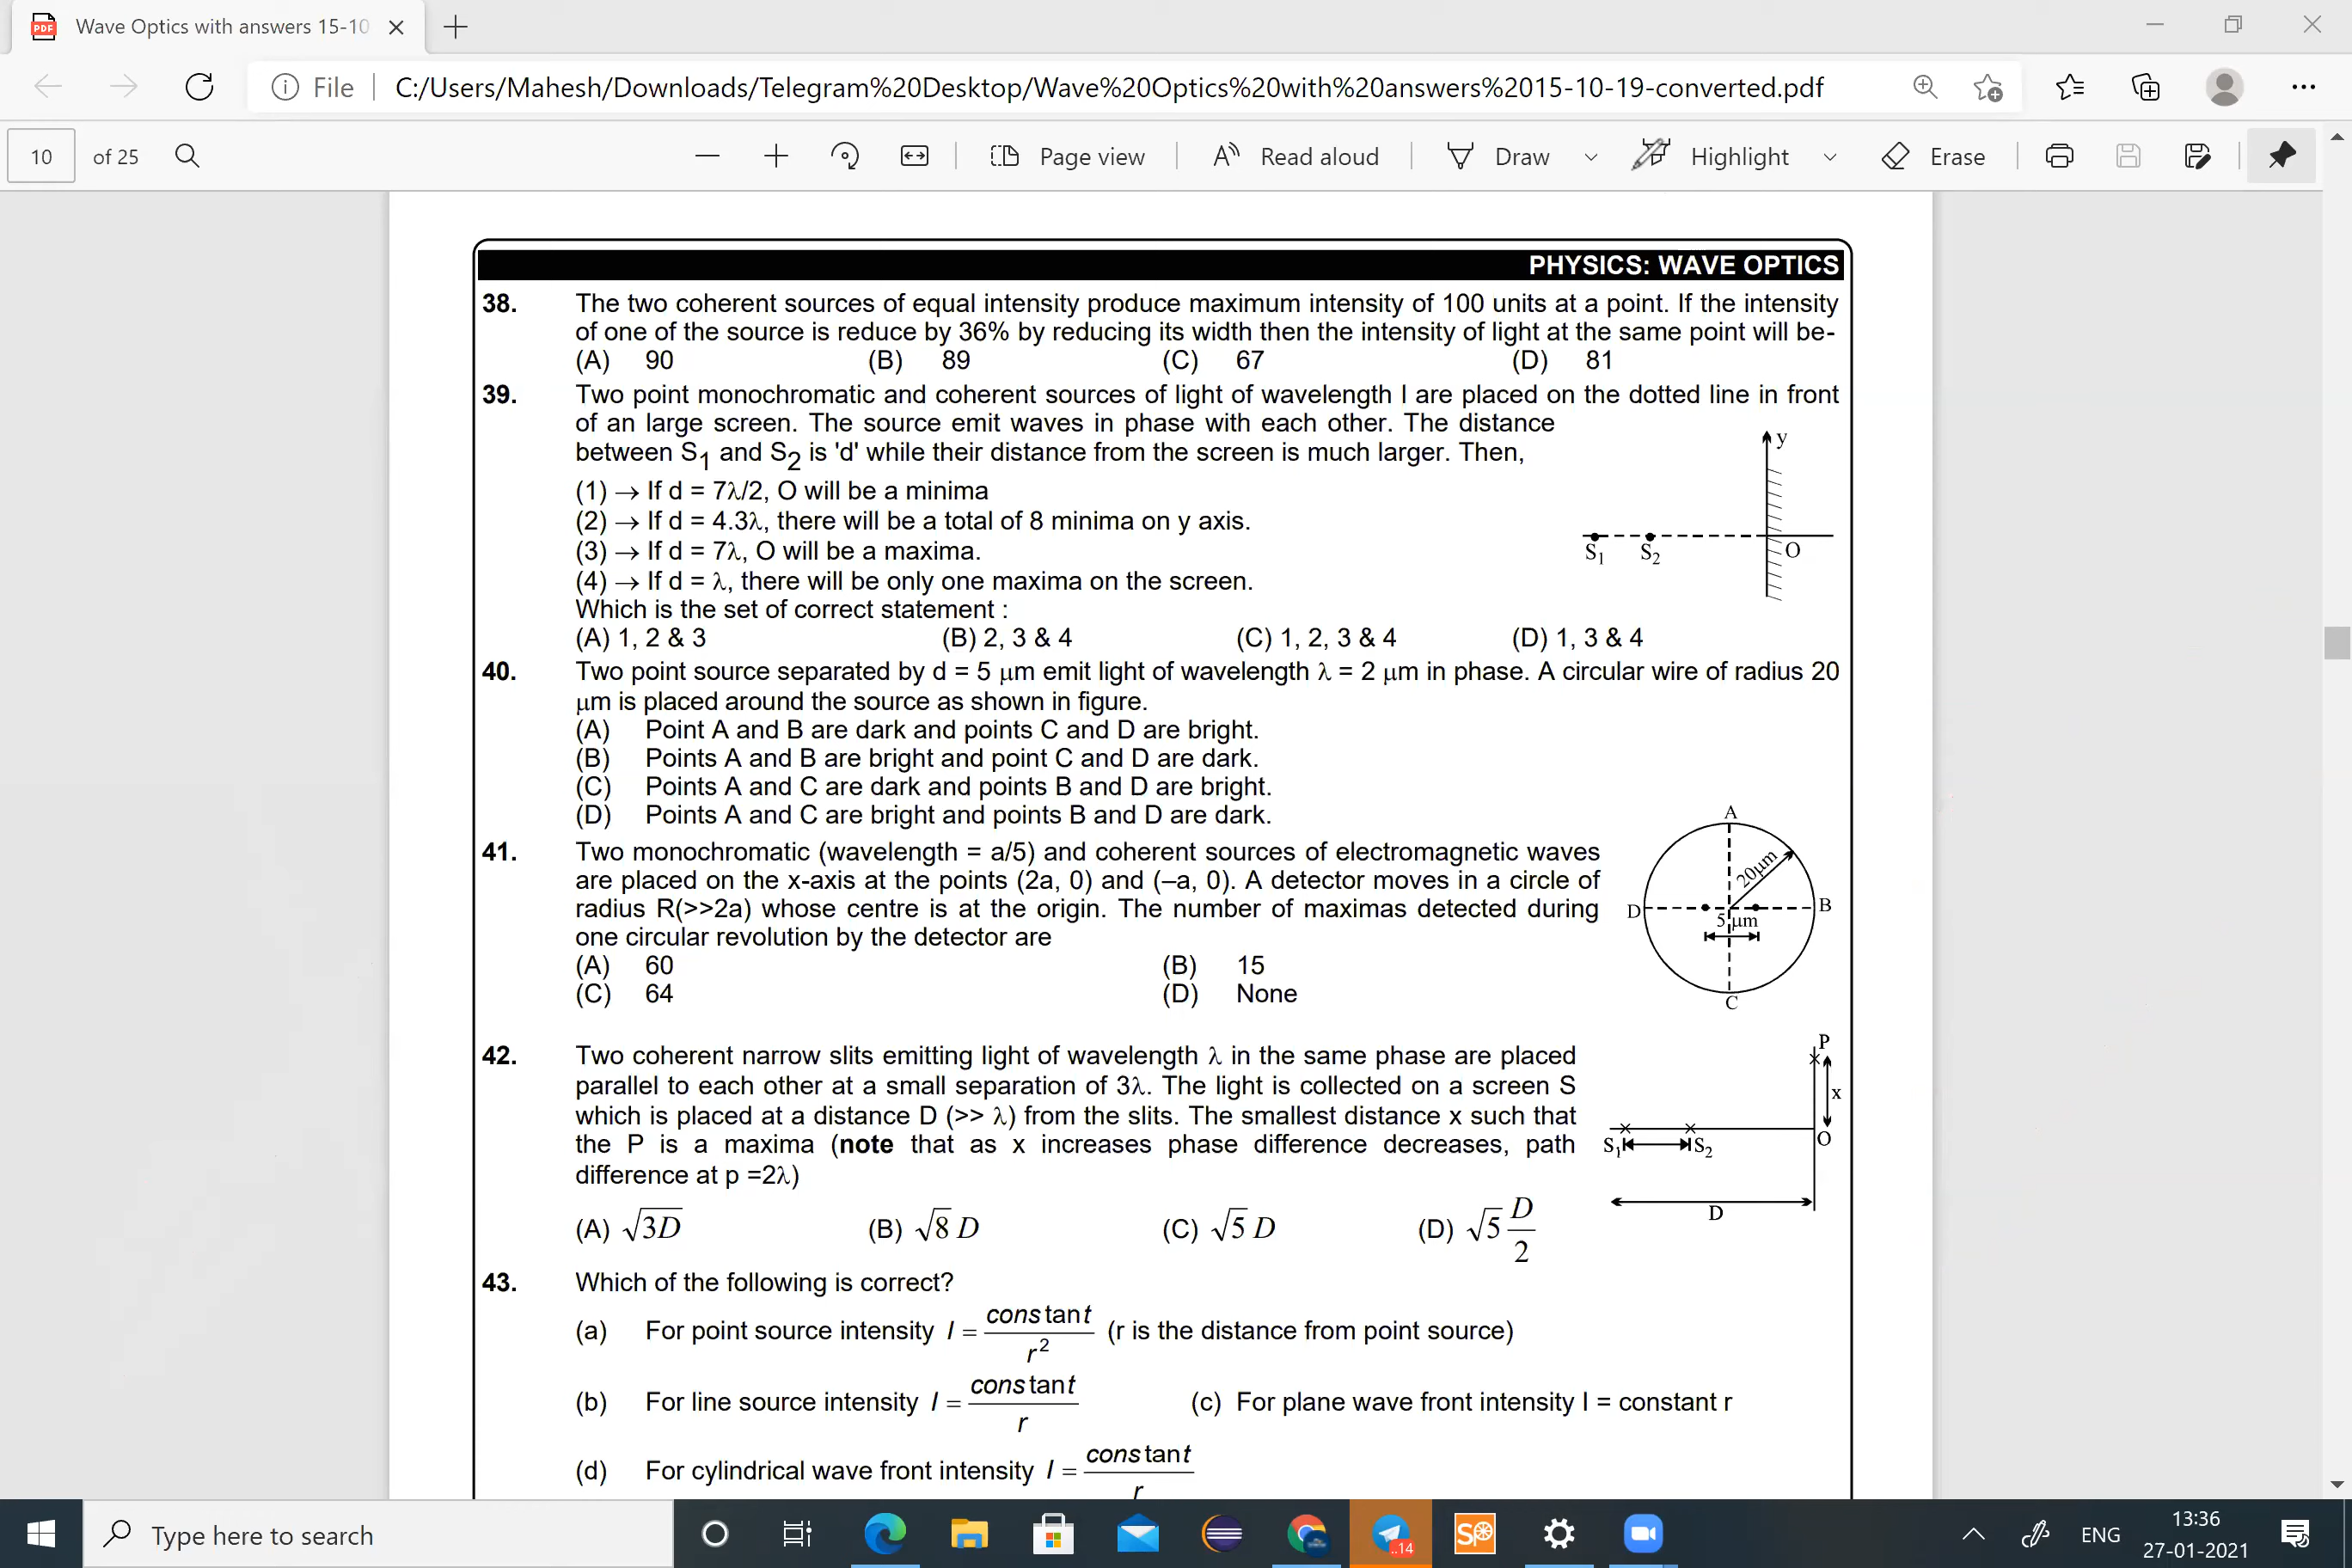 Wave Optics with answers 15-10
File
C:/Users/Mahesh/Downloads/Telegram%20Desktop/Wave%20Optics%20with%20answers%2015-10-19-converted.pdf
10 of 25
Page view
Read aloud
Draw
Highlight
Erase
PHYSICS: WAVE OPTICS
38. The two coherent sources of equal intensity produce maximum intensity of 100 units at a point. If the intensity
of one of the source is reduce by 36% by reducing its width then the intensity of light at the same point will be-
(A) 90 (B) 89 (C) 67 (D) 81
39. Two point monochromatic and coherent sources of light of wavelength l are placed on the dotted line in front
of an large screen. The source emit waves in phase with each other. The distance
between S1 and S2 is 'd' while their distance from the screen is much larger. Then,
(1) → If d = 7λ/2, O will be a minima
(2) → If d = 4.3λ, there will be a total of 8 minima on y axis.
(3) → If d = 7λ, O will be a maxima.
(4) → If d = λ, there will be only one maxima on the screen.
Which is the set of correct statement :
(A) 1, 2 & 3 (B) 2, 3 & 4 (C) 1, 2, 3 & 4 (D) 1, 3 & 4
y
S1 S2 O
40. Two point source separated by d = 5 μm emit light of wavelength λ = 2 μm in phase. A circular wire of radius 20
μm is placed around the source as shown in figure.
(A) Point A and B are dark and points C and D are bright.
(B) Points A and B are bright and point C and D are dark.
(C) Points A and C are dark and points B and D are bright.
(D) Points A and C are bright and points B and D are dark.
A
20μm
D B
5 μm
C
41. Two monochromatic (wavelength = a/5) and coherent sources of electromagnetic waves
are placed on the x-axis at the points (2a, 0) and (–a, 0). A detector moves in a circle of
radius R(>>2a) whose centre is at the origin. The number of maximas detected during
one circular revolution by the detector are
(A) 60 (B) 15
(C) 64 (D) None
42. Two coherent narrow slits emitting light of wavelength λ in the same phase are placed
parallel to each other at a small separation of 3λ. The light is collected on a screen S
which is placed at a distance D (>> λ) from the slits. The smallest distance x such that
the P is a maxima (note that as x increases phase difference decreases, path
difference at p =2λ)
P
x
S1 S2 O
D
(A) √3D (B) √8 D (C) √5 D (D) √5 D/2
43. Which of the following is correct?
(a) For point source intensity I = constant/r² (r is the distance from point source)
(b) For line source intensity I = constant/r (c) For plane wave front intensity I = constant r
(d) For cylindrical wave front intensity I = constant/r
Type here to search
..14
ENG
13:36
27-01-2021